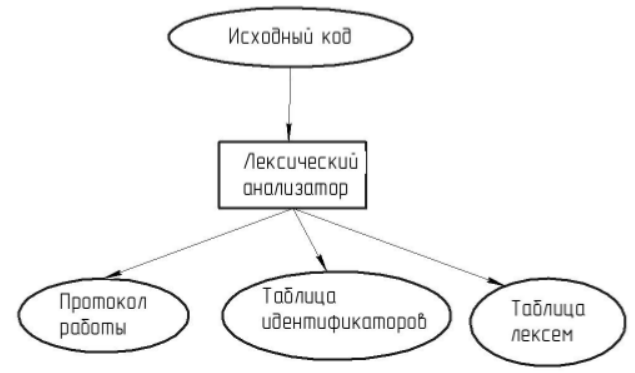 Исходный код
Лексический
анализатор
Протокол
работы
Таблица
идентификаторов
Таблица
лексем